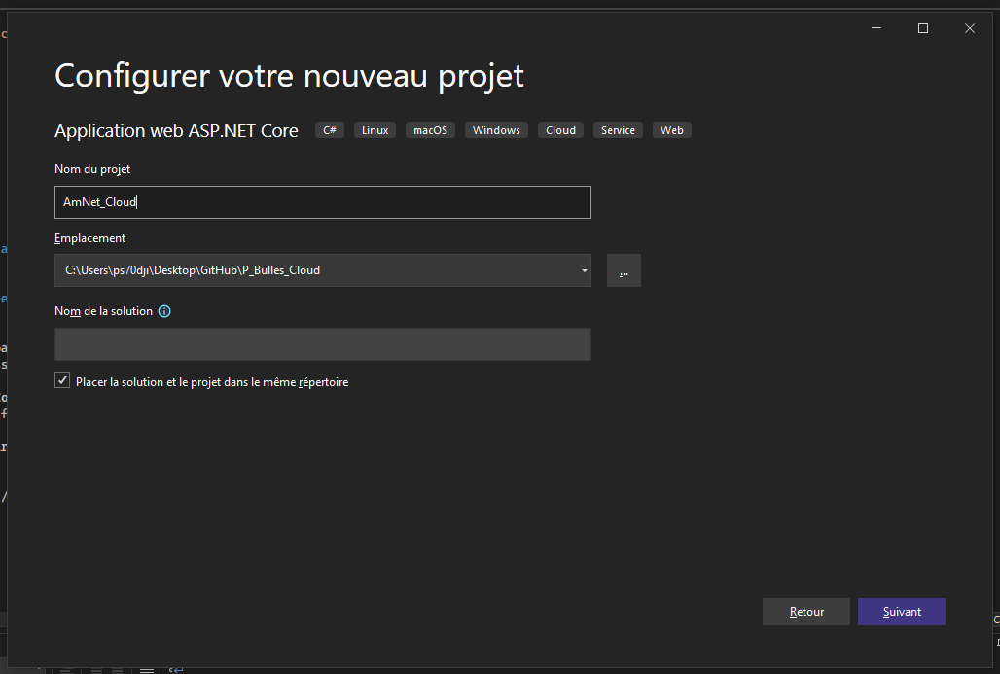 Configurer votre nouveau projet
Application web ASP.NET Core C# Linux macOS Windows Cloud Service Web
Nom du projet
AmNet_Cloud
Emplacement
C:\Users\ps70dji\Desktop\GitHub\P_Bulles_Cloud
...
Nom de la solution
Placer la solution et le projet dans le même répertoire
Retour Suivant